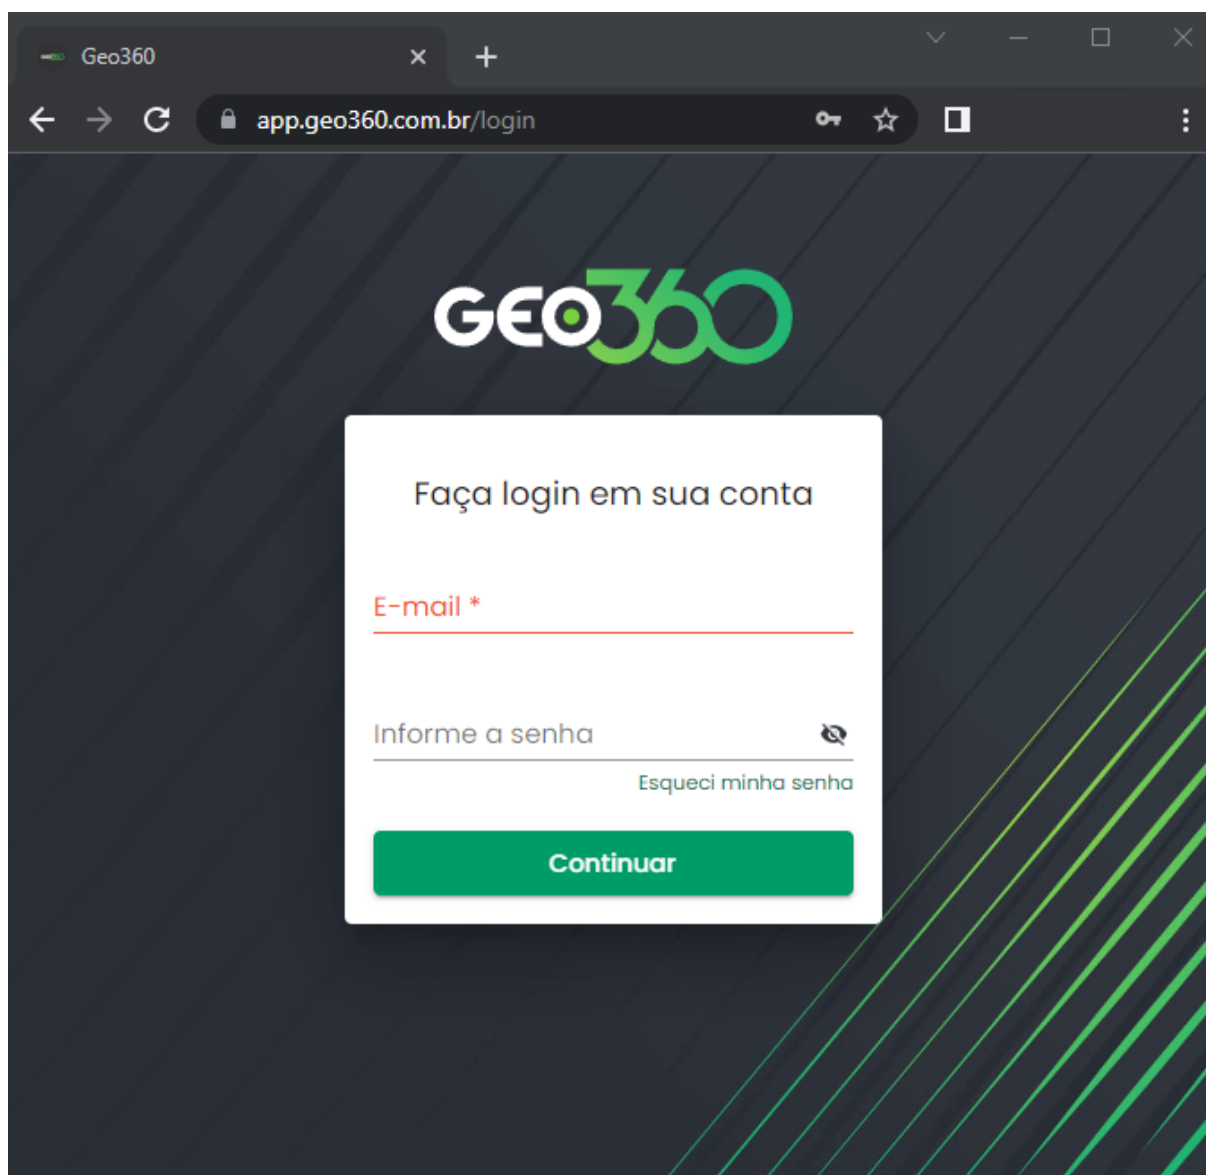 Geo360
app.geo360.com.br/login
GEO360
Faça login em sua conta
E-mail *
Informe a senha
Esqueci minha senha
Continuar